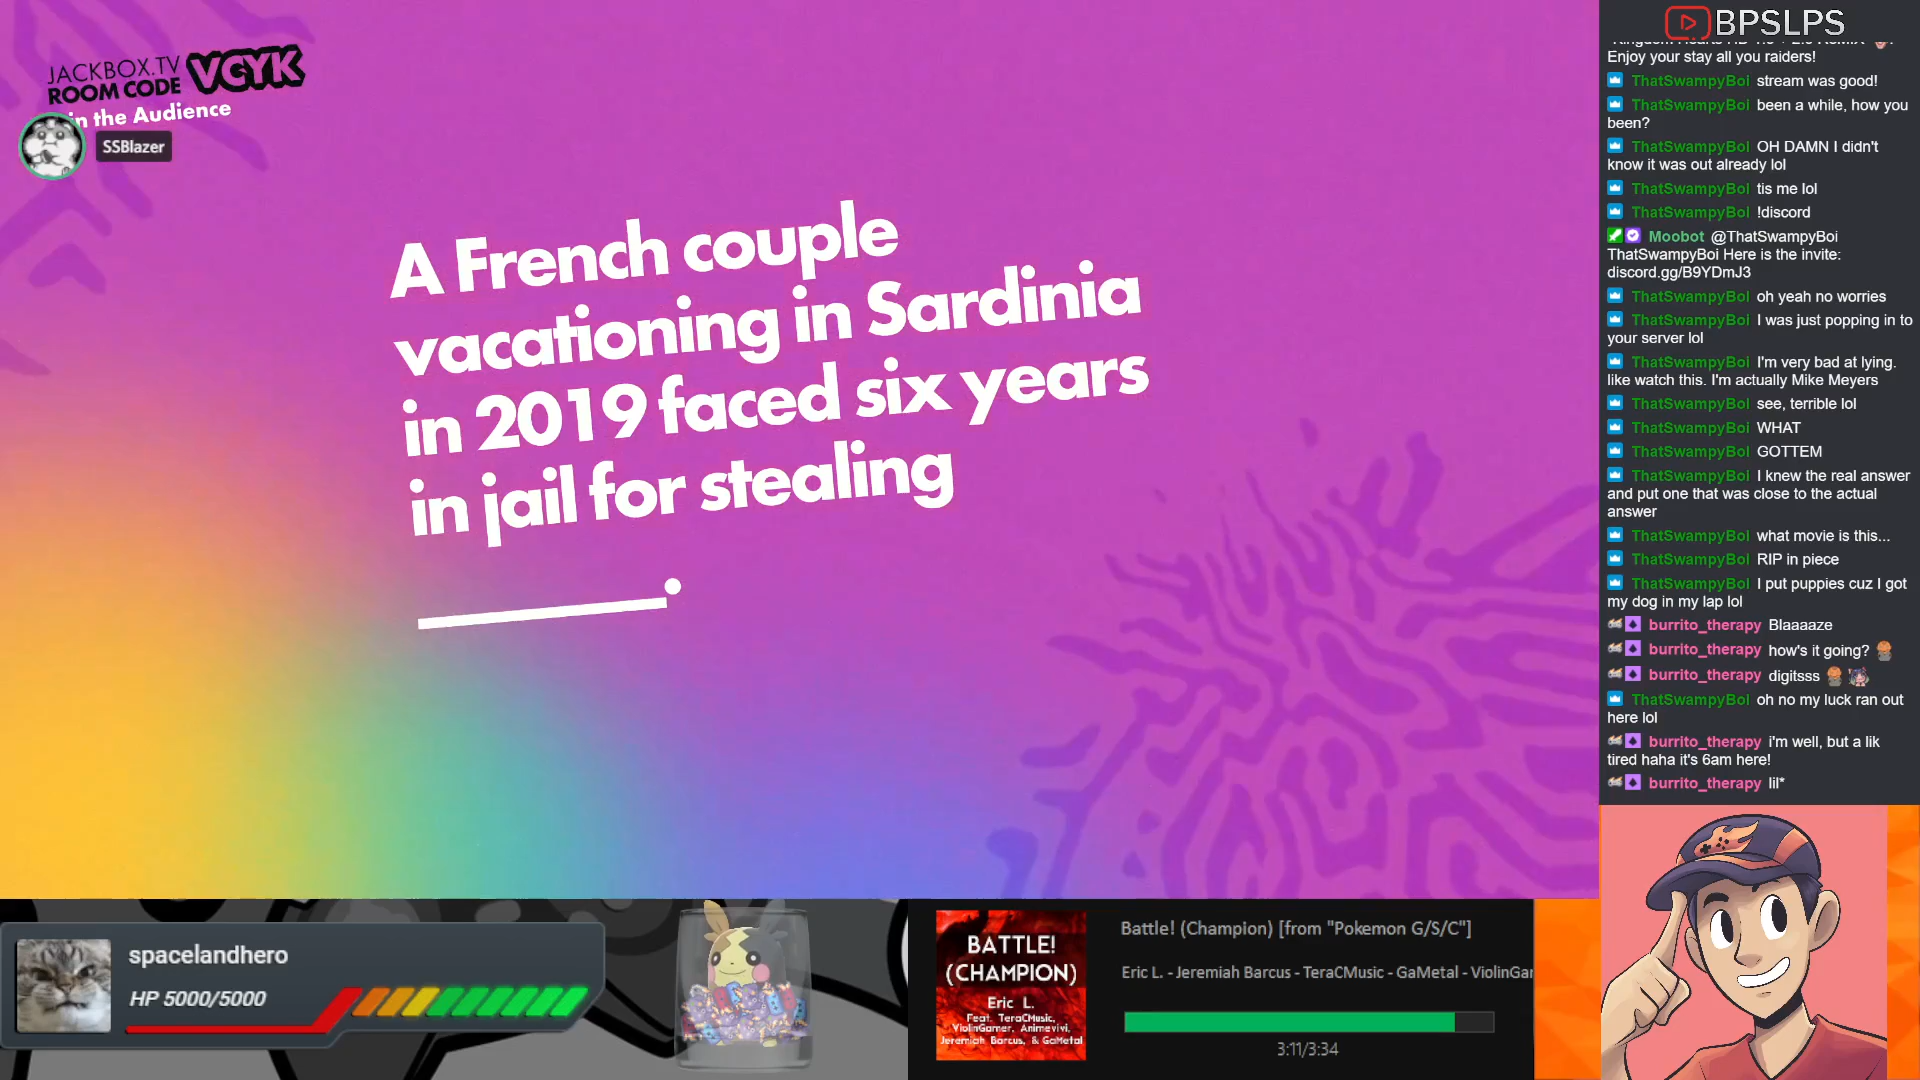 JACKBOX.TV
ROOM CODE VGYK
in the Audience
SSBlazer
A French couple
vacationing in Sardinia
in 2019 faced six years
in jail for stealing
________.
BPSLPS
Enjoy your stay all you raiders!
ThatSwampyBoi stream was good!
ThatSwampyBoi been a while, how you
been?
ThatSwampyBoi OH DAMN I didn't
know it was out already lol
ThatSwampyBoi tis me lol
ThatSwampyBoi !discord
Moobot @ThatSwampyBoi
ThatSwampyBoi Here is the invite:
discord.gg/B9YDmJ3
ThatSwampyBoi oh yeah no worries
ThatSwampyBoi I was just popping in to
your server lol
ThatSwampyBoi I'm very bad at lying.
like watch this. I'm actually Mike Meyers
ThatSwampyBoi see, terrible lol
ThatSwampyBoi WHAT
ThatSwampyBoi GOTTEM
ThatSwampyBoi I knew the real answer
and put one that was close to the actual
answer
ThatSwampyBoi what movie is this...
ThatSwampyBoi RIP in piece
ThatSwampyBoi I put puppies cuz I got
my dog in my lap lol
burrito_therapy Blaaaaze
burrito_therapy how's it going?
burrito_therapy digitsss
ThatSwampyBoi oh no my luck ran out
here lol
burrito_therapy i'm well, but a lik
tired haha it's 6am here!
burrito_therapy lil*
spacelandhero
HP 5000/5000
BATTLE!
(CHAMPION)
Eric L.
Feat. TeraCMusic,
ViolinGamer, Animevivi,
Jeremiah Barcus, & GaMetal
Battle! (Champion) [from "Pokemon G/S/C"]
Eric L. - Jeremiah Barcus - TeraCMusic - GaMetal - ViolinGar
3:11/3:34